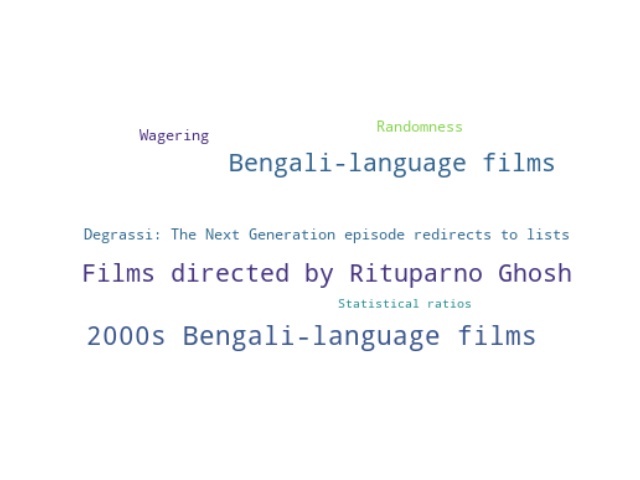 Randomness
Wagering
Bengali-language films
Degrassi: The Next Generation episode redirects to lists
Films directed by Rituparno Ghosh
Statistical ratios
2000s Bengali-language films